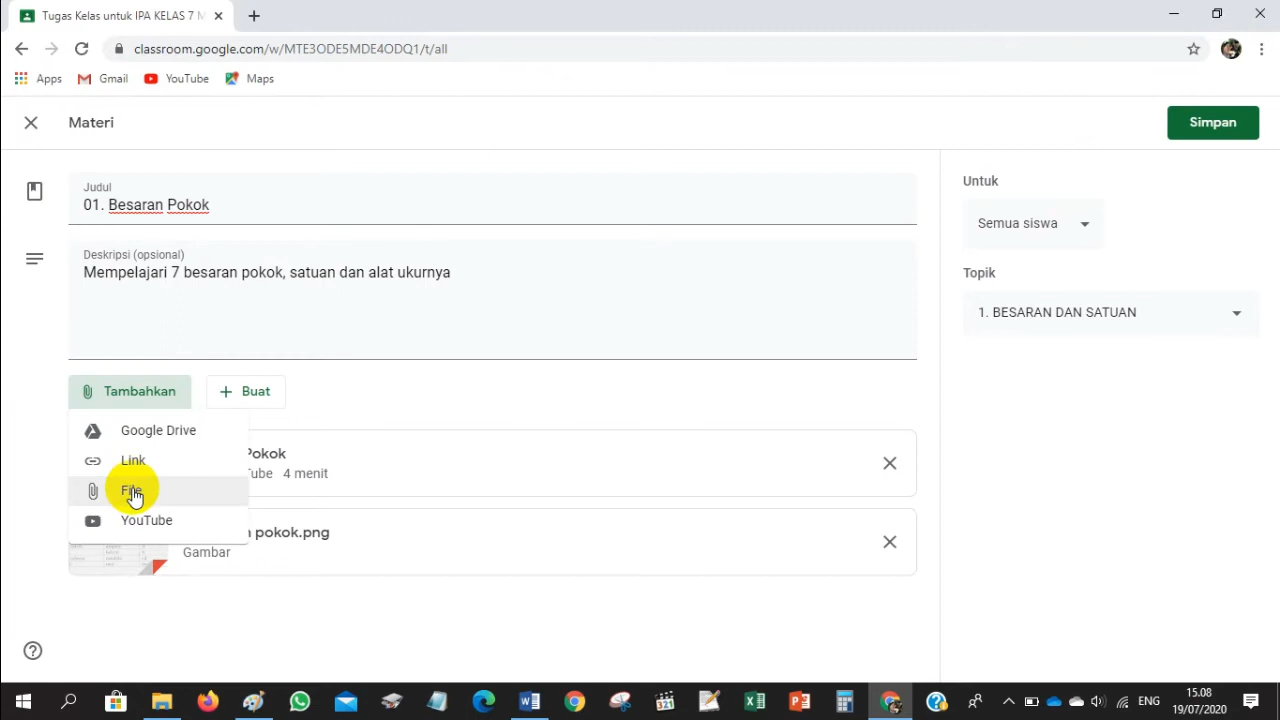 Tugas Kelas untuk IPA KELAS 7 M
classroom.google.com/w/MTE3ODE5MDE4ODQ1/t/all
Apps Gmail YouTube Maps
Materi
Simpan
Judul
01. Besaran Pokok
Deskripsi (opsional)
Mempelajari 7 besaran pokok, satuan dan alat ukurnya
Untuk
Semua siswa
Topik
1. BESARAN DAN SATUAN
Tambahkan
Buat
Google Drive
Link
File
YouTube
Pokok
Tube 4 menit
pokok.png
Gambar
ENG
15.08
19/07/2020